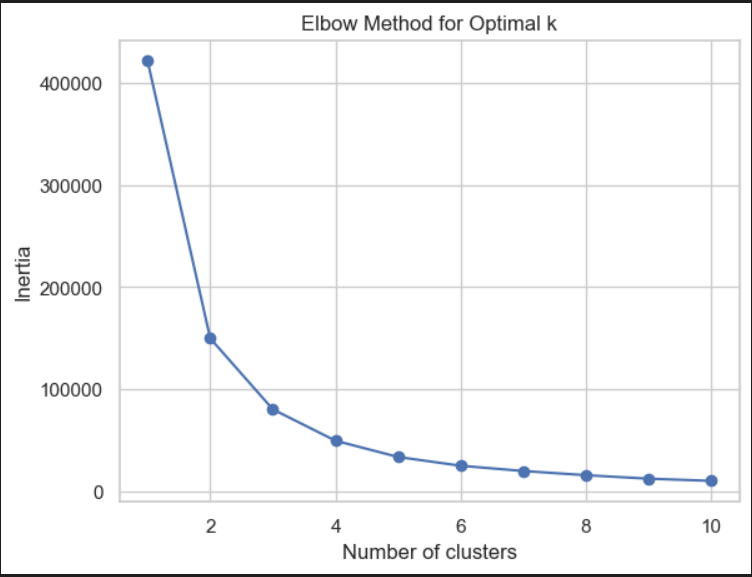 Elbow Method for Optimal k
400000
300000
200000
100000
0
Inertia
2 4 6 8 10
Number of clusters